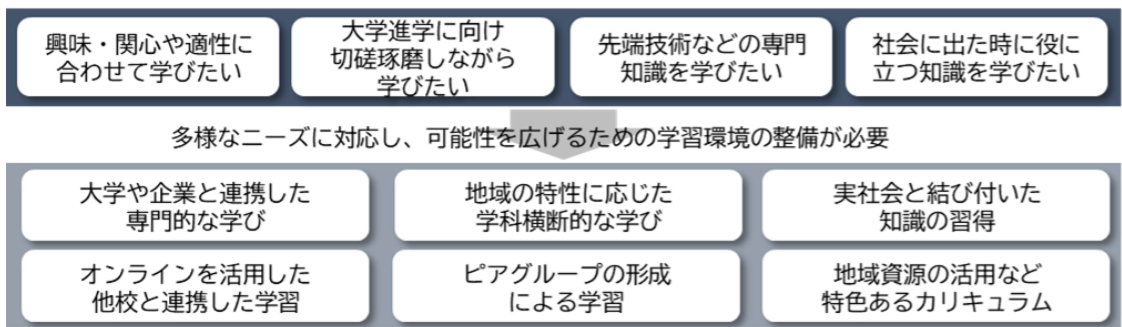 興味・関心や適性に
合わせて学びたい
大学進学に向け
切磋琢磨しながら
学びたい
先端技術などの専門
知識を学びたい
社会に出た時に役に
立つ知識を学びたい
多様なニーズに対応し、可能性を広げるための学習環境の整備が必要
大学や企業と連携した
専門的な学び
地域の特性に応じた
学科横断的な学び
実社会と結び付いた
知識の習得
オンラインを活用した
他校と連携した学習
ピアグループの形成
による学習
地域資源の活用など
特色あるカリキュラム